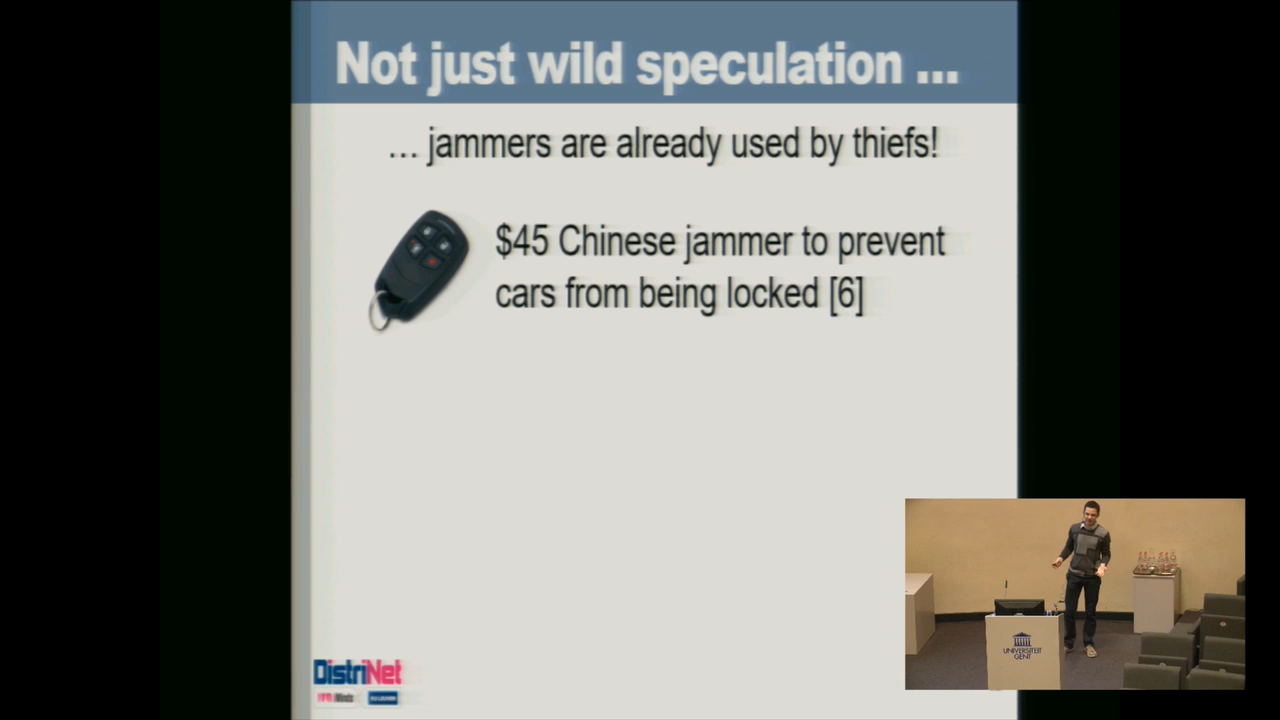 Not just wild speculation ...
... jammers are already used by thiefs!
$45 Chinese jammer to prevent
cars from being locked [6]
DistriNet
UNIVERSITEIT
GENT